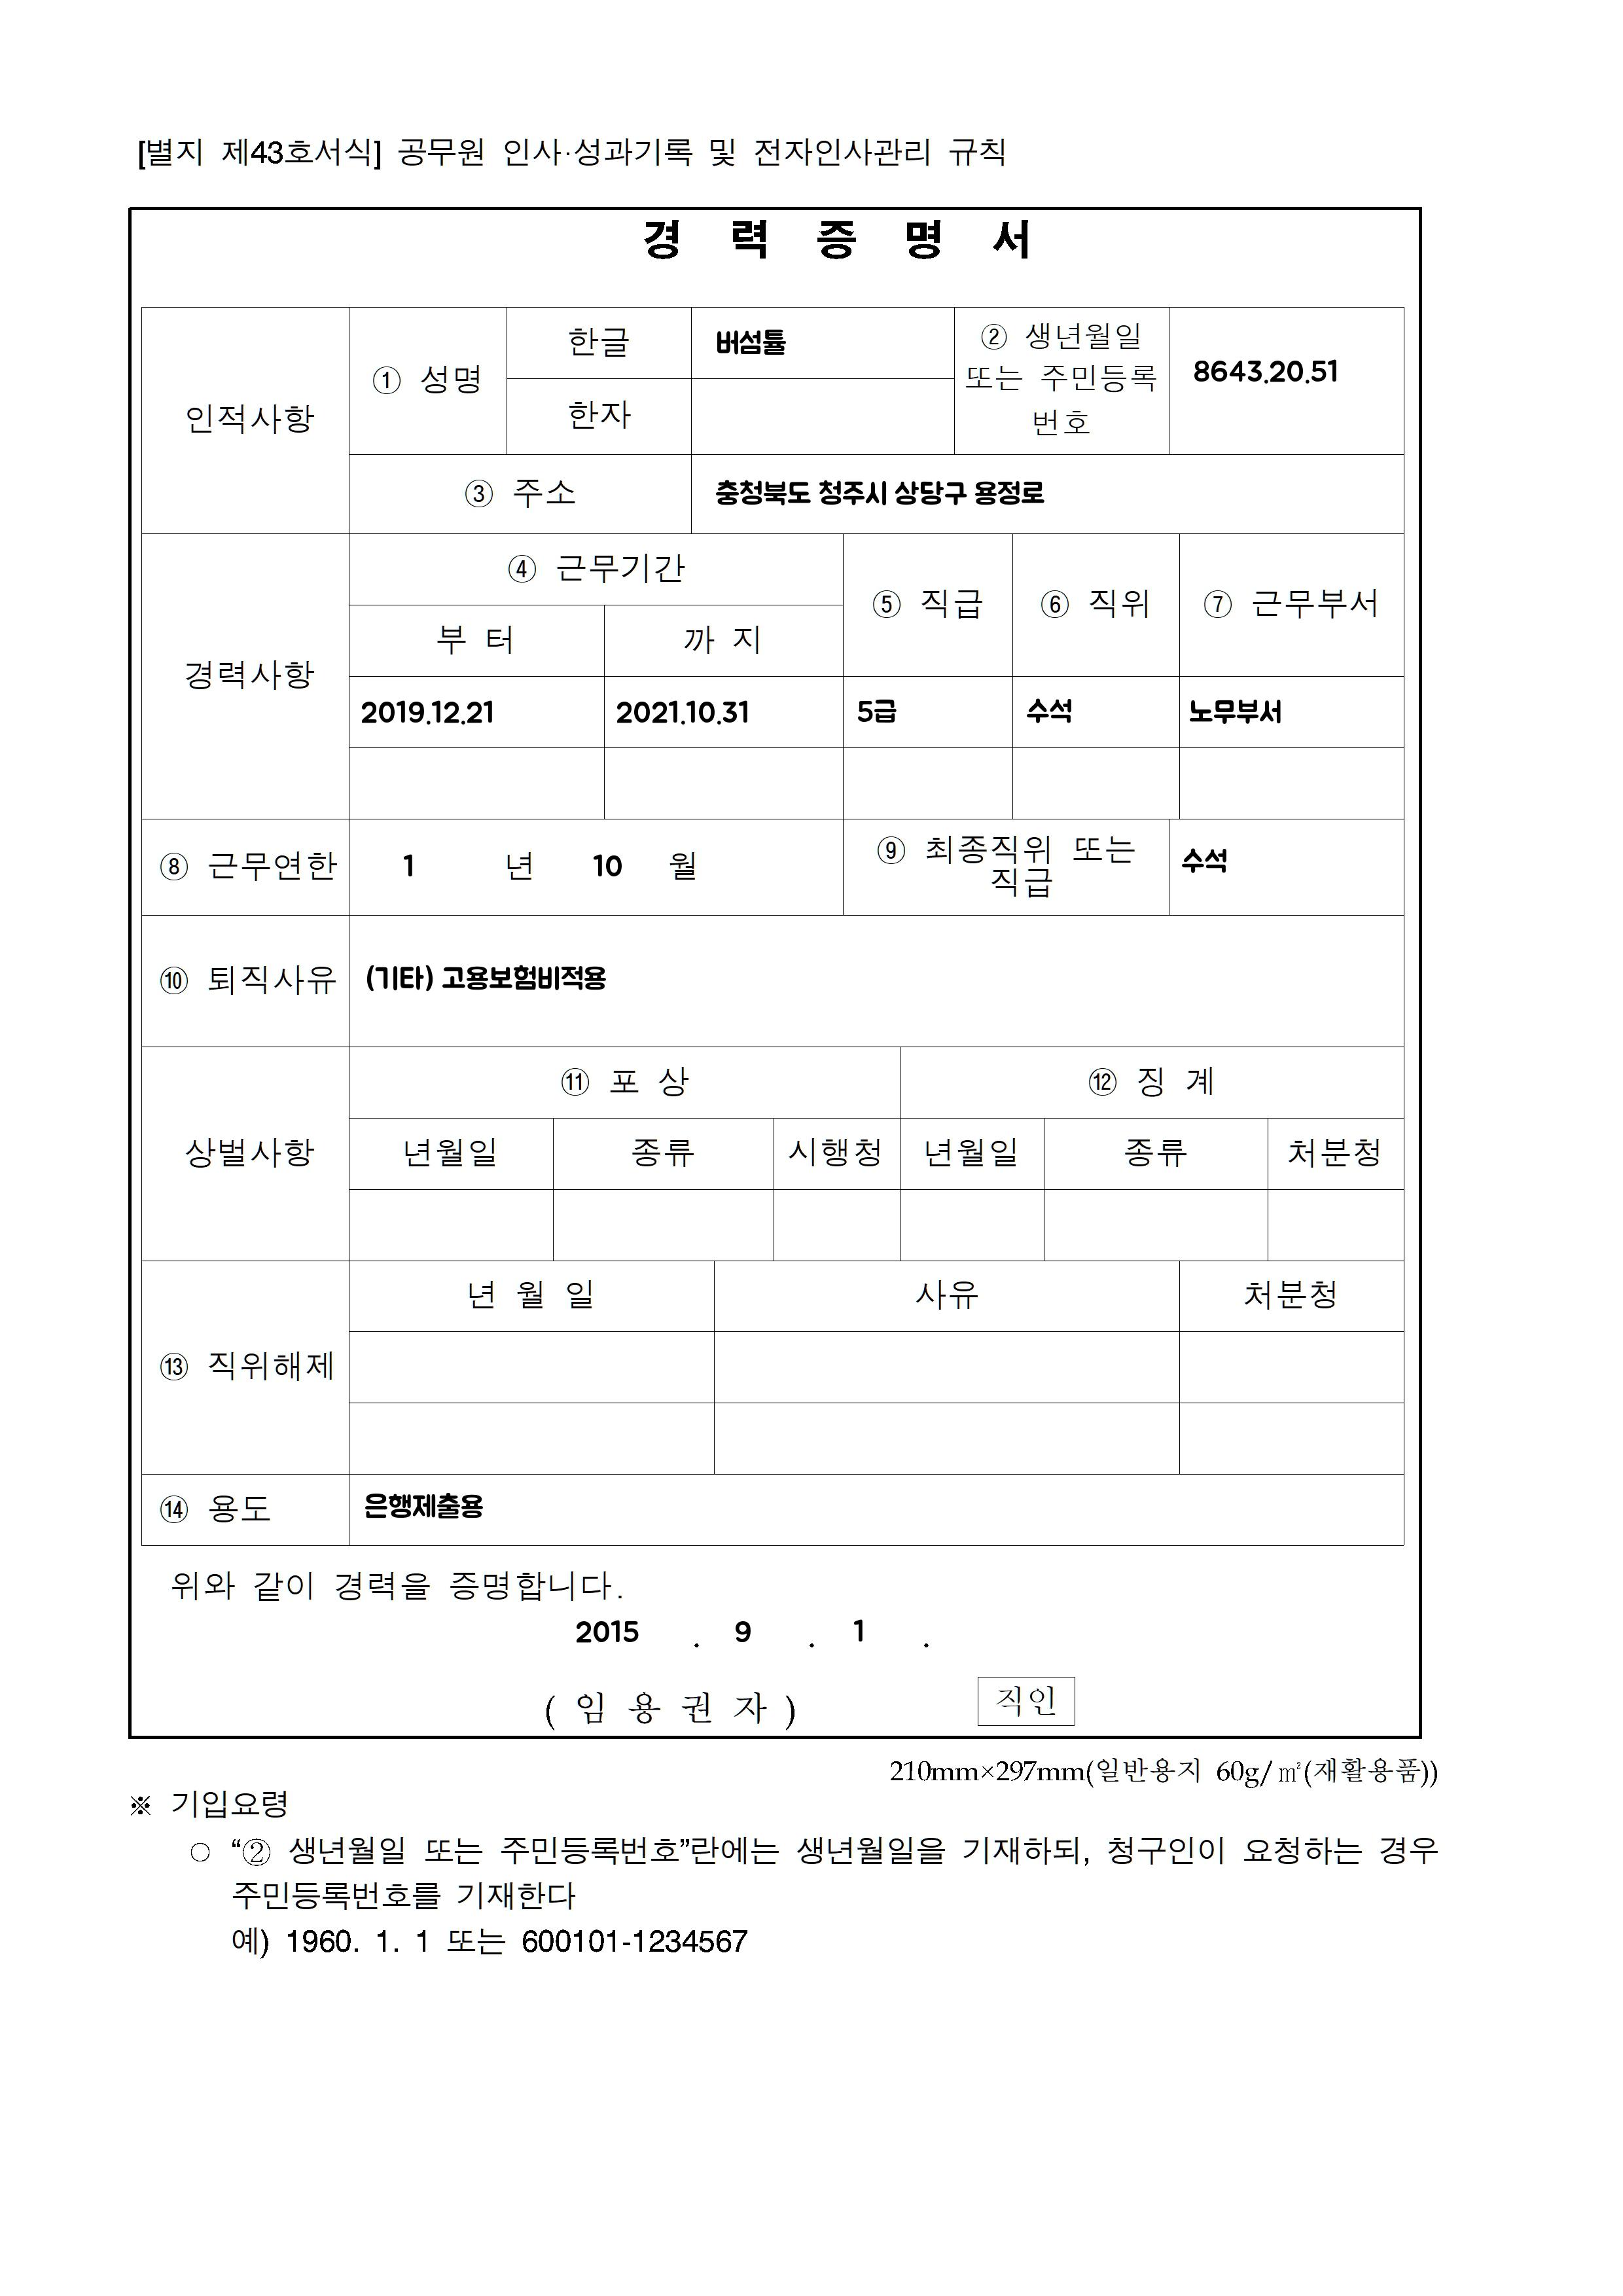 [별지 제43호서식] 공무원 인사·성과기록 및 전자인사관리 규칙
경 력 증 명 서
인적사항
① 성명
한글
버섬튤
한자
② 생년월일
또는 주민등록
번호
8643.20.51
③ 주소
충청북도 청주시 상당구 용정로
경력사항
④ 근무기간
부 터
까 지
⑤ 직급
⑥ 직위
⑦ 근무부서
2019.12.21
2021.10.31
5급
수석
노무부서
⑧ 근무연한
1 년 10 월
⑨ 최종직위 또는
직급
수석
⑩ 퇴직사유
(기타) 고용보험비적용
상벌사항
⑪ 포 상
⑫ 징 계
년월일
종류
시행청
년월일
종류
처분청
⑬ 직위해제
년 월 일
사유
처분청
⑭ 용도
은행제출용
위와 같이 경력을 증명합니다.
2015 . 9 . 1 .
( 임 용 권 자 )
직인
210mm×297mm(일반용지 60g/㎡(재활용품))
※ 기입요령
○ “② 생년월일 또는 주민등록번호”란에는 생년월일을 기재하되, 청구인이 요청하는 경우
주민등록번호를 기재한다
예) 1960. 1. 1 또는 600101-1234567